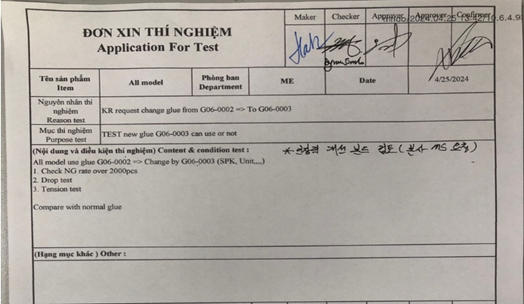 Maker Checker Approver Approver Confirmer
ĐƠN XIN THÍ NGHIỆM
Application For Test
Tên sản phẩm
Item
All model
Phòng ban
Department
ME
Date
4/25/2024
Nguyên nhân thí
nghiệm
Reason test
KR request change glue from G06-0002 => To G06-0003
Mục thí nghiệm
Purpose test
TEST new glue G06-0003 can use or not
(Nội dung và điều kiện thí nghiệm) Content & condition test :
All model use glue G06-0002 => Change by G06-0003 (SPK, Unit,,,,)
1. Check NG rate over 2000pcs
2. Drop test
3. Tension test
Compare with normal glue
(Hạng mục khác ) Other :